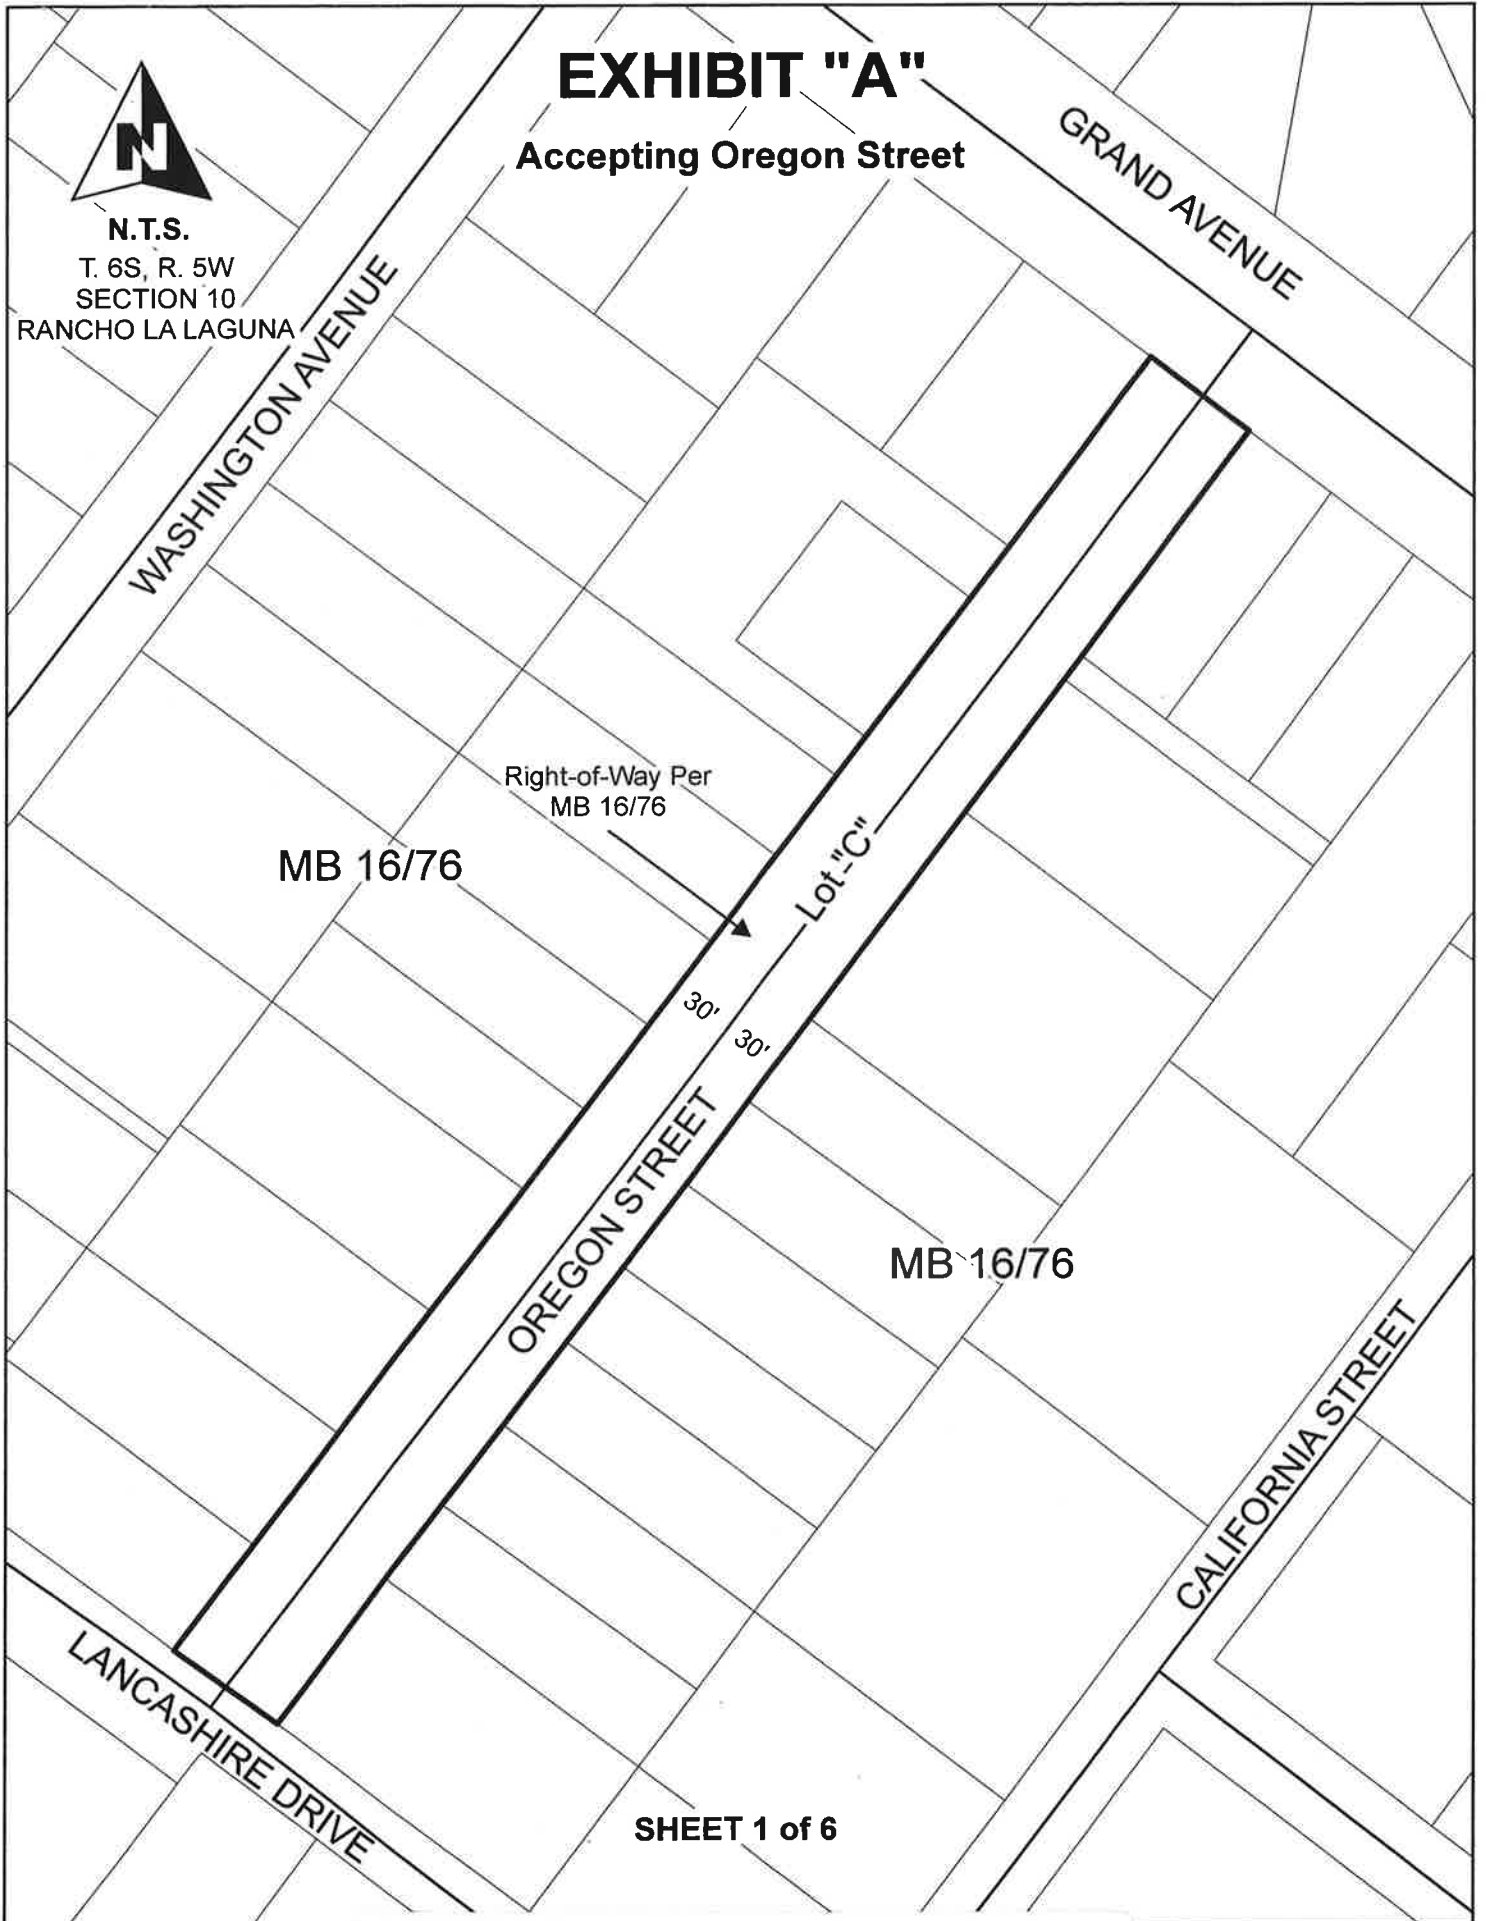 EXHIBIT "A"
Accepting Oregon Street
N
N.T.S.
T. 6S, R. 5W
SECTION 10
RANCHO LA LAGUNA
GRAND AVENUE
WASHINGTON AVENUE
Right-of-Way Per
MB 16/76
MB 16/76
Lot "C"
30'
30'
OREGON STREET
MB 16/76
CALIFORNIA STREET
LANCASHIRE DRIVE
SHEET 1 of 6